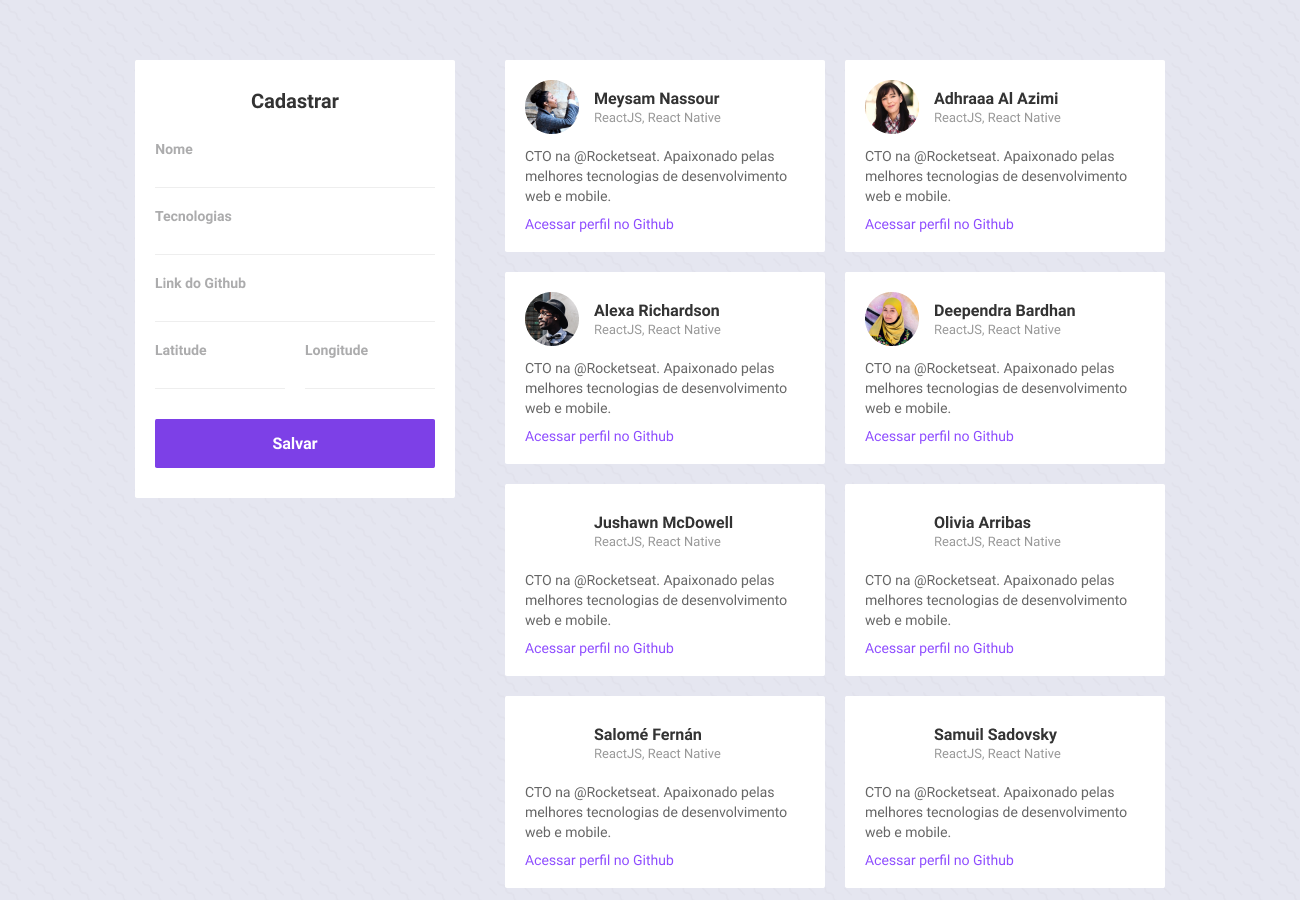 Cadastrar
Nome
Tecnologias
Link do Github
Latitude
Longitude
Salvar
Meysam Nassour
ReactJS, React Native
CTO na @Rocketseat. Apaixonado pelas
melhores tecnologias de desenvolvimento
web e mobile.
Acessar perfil no Github
Adhraaa Al Azimi
ReactJS, React Native
CTO na @Rocketseat. Apaixonado pelas
melhores tecnologias de desenvolvimento
web e mobile.
Acessar perfil no Github
Alexa Richardson
ReactJS, React Native
CTO na @Rocketseat. Apaixonado pelas
melhores tecnologias de desenvolvimento
web e mobile.
Acessar perfil no Github
Deependra Bardhan
ReactJS, React Native
CTO na @Rocketseat. Apaixonado pelas
melhores tecnologias de desenvolvimento
web e mobile.
Acessar perfil no Github
Jushawn McDowell
ReactJS, React Native
CTO na @Rocketseat. Apaixonado pelas
melhores tecnologias de desenvolvimento
web e mobile.
Acessar perfil no Github
Olivia Arribas
ReactJS, React Native
CTO na @Rocketseat. Apaixonado pelas
melhores tecnologias de desenvolvimento
web e mobile.
Acessar perfil no Github
Salomé Fernán
ReactJS, React Native
CTO na @Rocketseat. Apaixonado pelas
melhores tecnologias de desenvolvimento
web e mobile.
Acessar perfil no Github
Samuil Sadovsky
ReactJS, React Native
CTO na @Rocketseat. Apaixonado pelas
melhores tecnologias de desenvolvimento
web e mobile.
Acessar perfil no Github